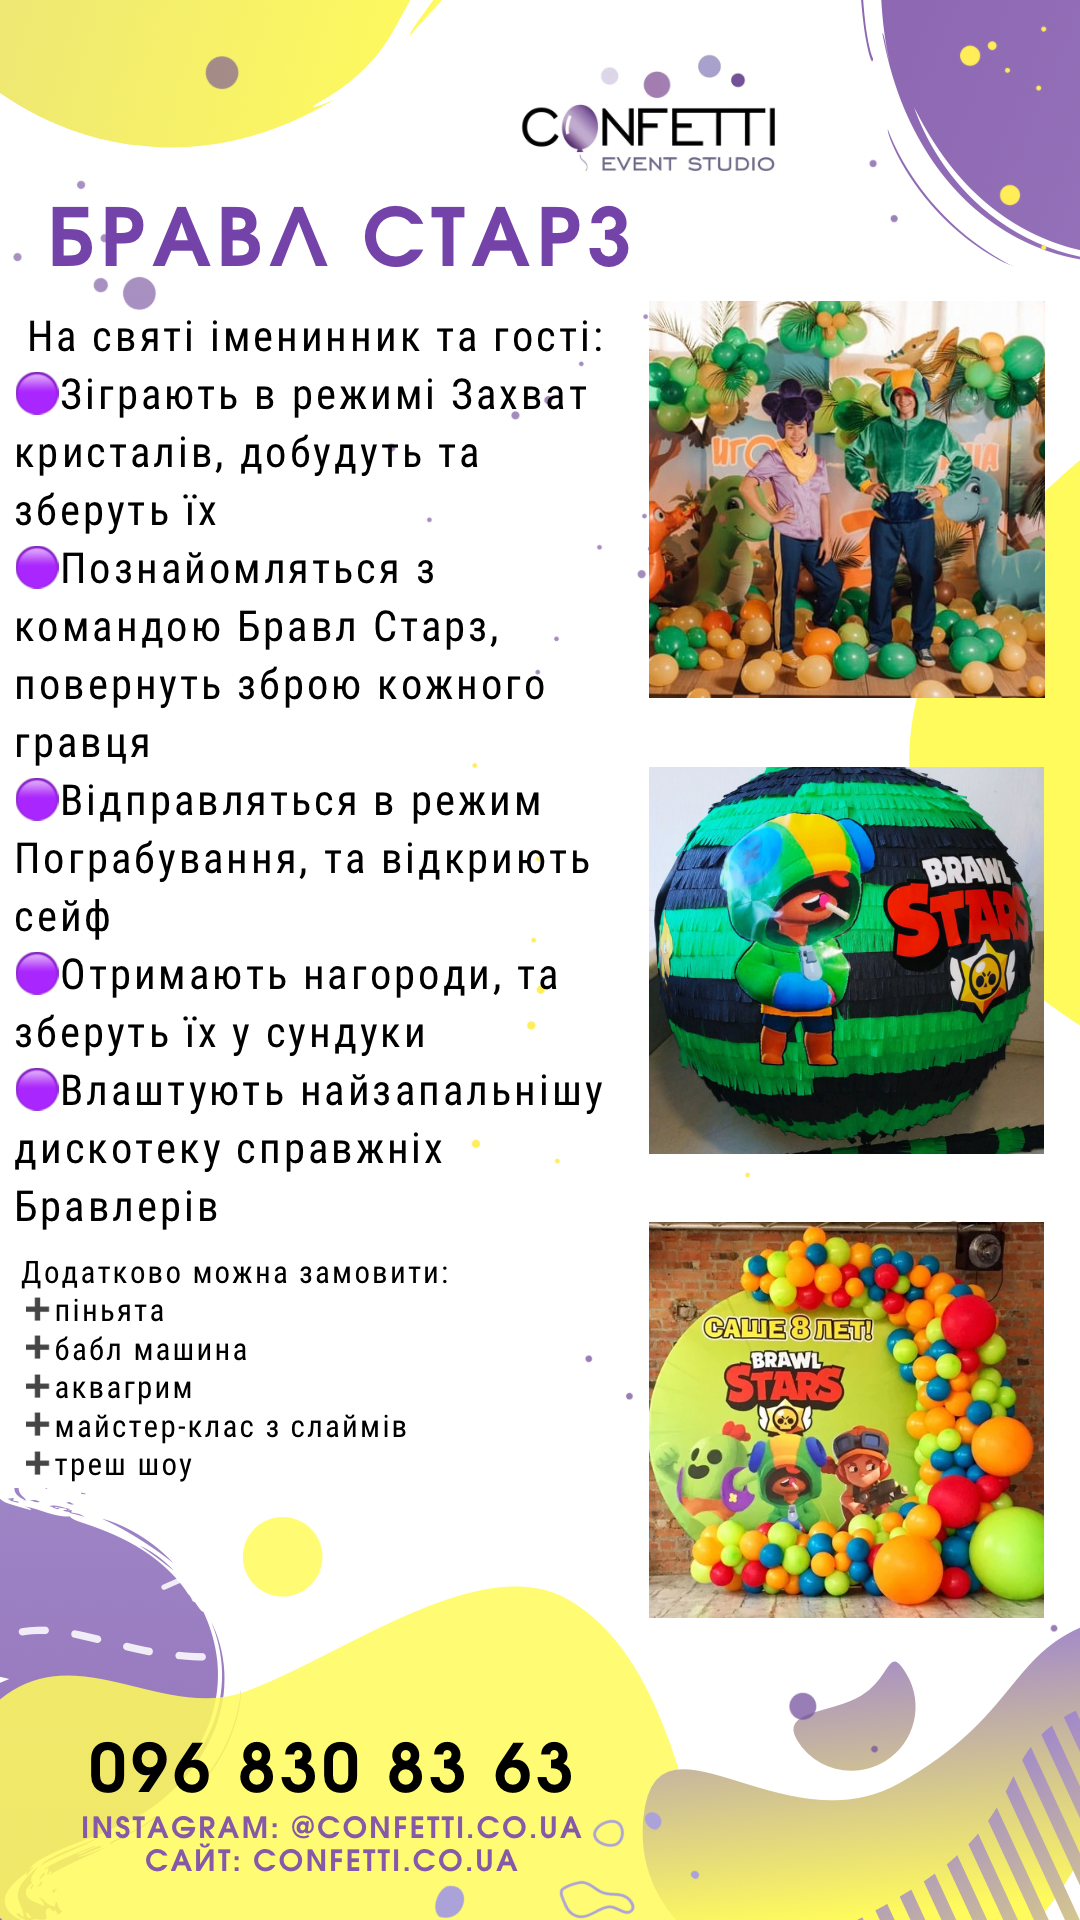 CONFETTI
EVENT STUDIO
БРАВЛ СТАРЗ
На святі іменинник та гості:
🟣Зіграють в режимі Захват
кристалів, добудуть та
зберуть їх
🟣Познайомляться з
командою Бравл Старз,
повернуть зброю кожного
гравця
🟣Відправляться в режим
Пограбування, та відкриють
сейф
🟣Отримають нагороди, та
зберуть їх у сундуки
🟣Влаштують найзапальнішу
дискотеку справжніх
Бравлерів
Додатково можна замовити:
➕піньята
➕бабл машина
➕аквагрим
➕майстер-клас з слаймів
➕треш шоу
BRAWL
STARS
САШЕ 8 ЛЕТ!
BRAWL
STARS
096 830 83 63
INSTAGRAM: @CONFETTI.CO.UA
САЙТ: CONFETTI.CO.UA